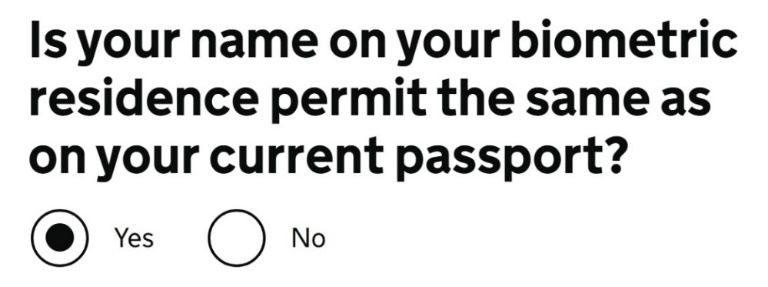 Is your name on your biometric
residence permit the same as
on your current passport?
Yes No